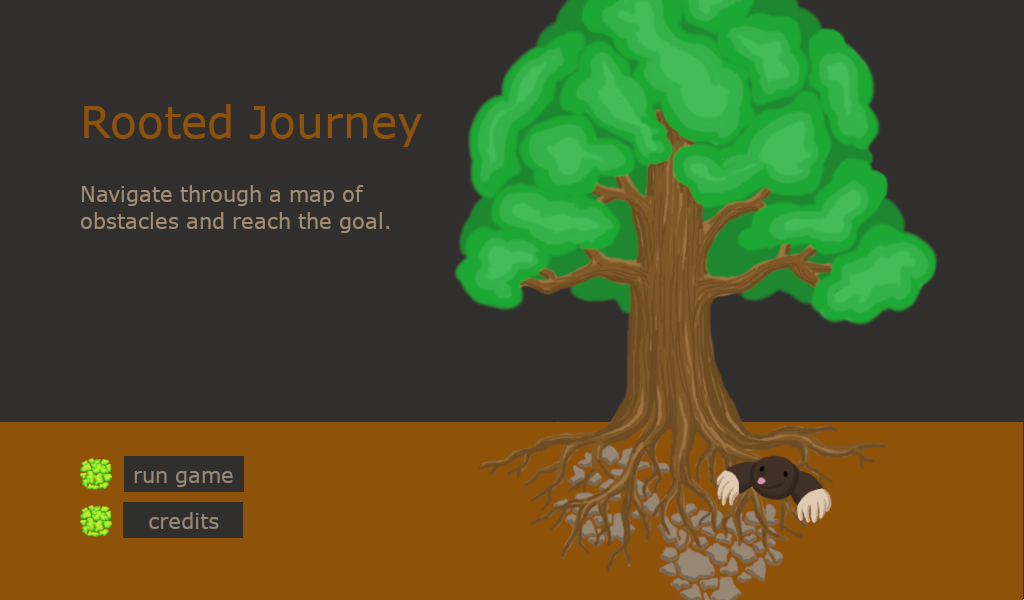 Rooted Journey
Navigate through a map of
obstacles and reach the goal.
run game
credits